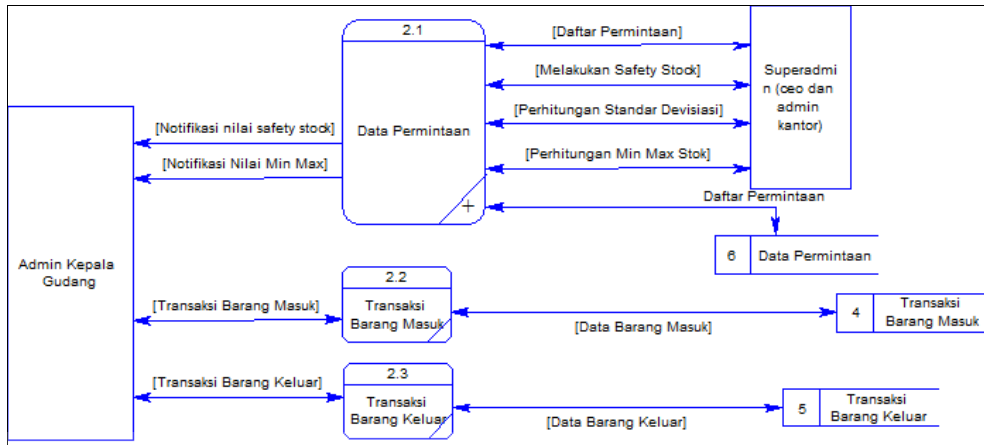 2.1
Data Permintaan
[Daftar Permintaan]
[Melakukan Safety Stock]
[Perhitungan Standar Devisiasi]
[Perhitungan Min Max Stok]
Superadmi
n (ceo dan
admin
kantor)
[Notifikasi nilai safety stock]
[Notifikasi Nilai Min Max]
Daftar Permintaan
6
Data Permintaan
Admin Kepala
Gudang
[Transaksi Barang Masuk]
2.2
Transaksi
Barang Masuk
[Data Barang Masuk]
4
Transaksi
Barang Masuk
[Transaksi Barang Keluar]
2.3
Transaksi
Barang Keluar
[Data Barang Keluar]
5
Transaksi
Barang Keluar